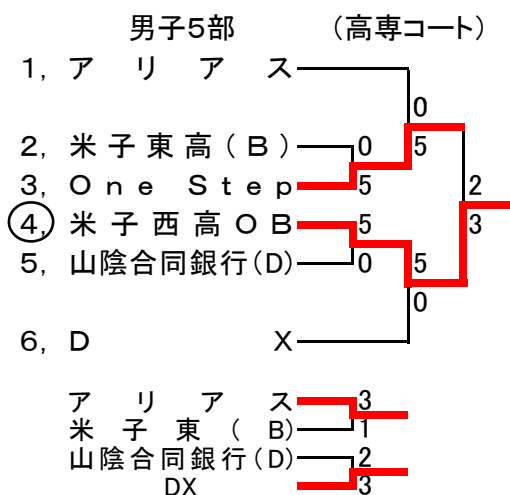 男子5部 (高専コート)
1, アリアス
0
2, 米子東高(B) 0 5
3, One Step 5 2
④, 米子西高OB 5 3
5, 山陰合同銀行(D) 0 5
0
6, DX
アリアス 3
米子東(B) 1
山陰合同銀行(D) 2
DX 3